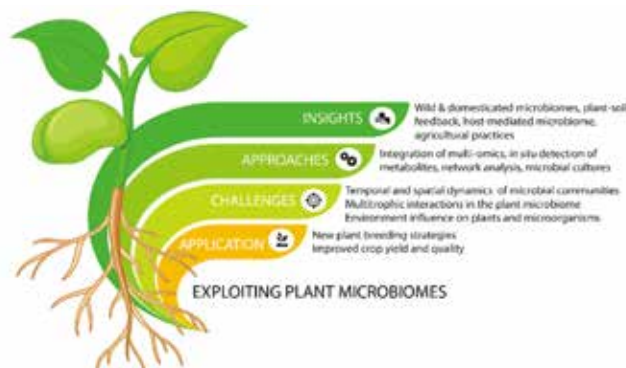 INSIGHTS
Wild & domesticated microbiomes, plant-soil
feedback, host-mediated microbiome,
agricultural practices
APPROACHES
Integration of multi-omics, in situ detection of
metabolites, network analysis, microbial cultures
CHALLENGES
Temporal and spatial dynamics of microbial communities
Multitrophic interactions in the plant microbiome
Environment influence on plants and microorganisms
APPLICATION
New plant breeding strategies
Improved crop yield and quality
EXPLOITING PLANT MICROBIOMES